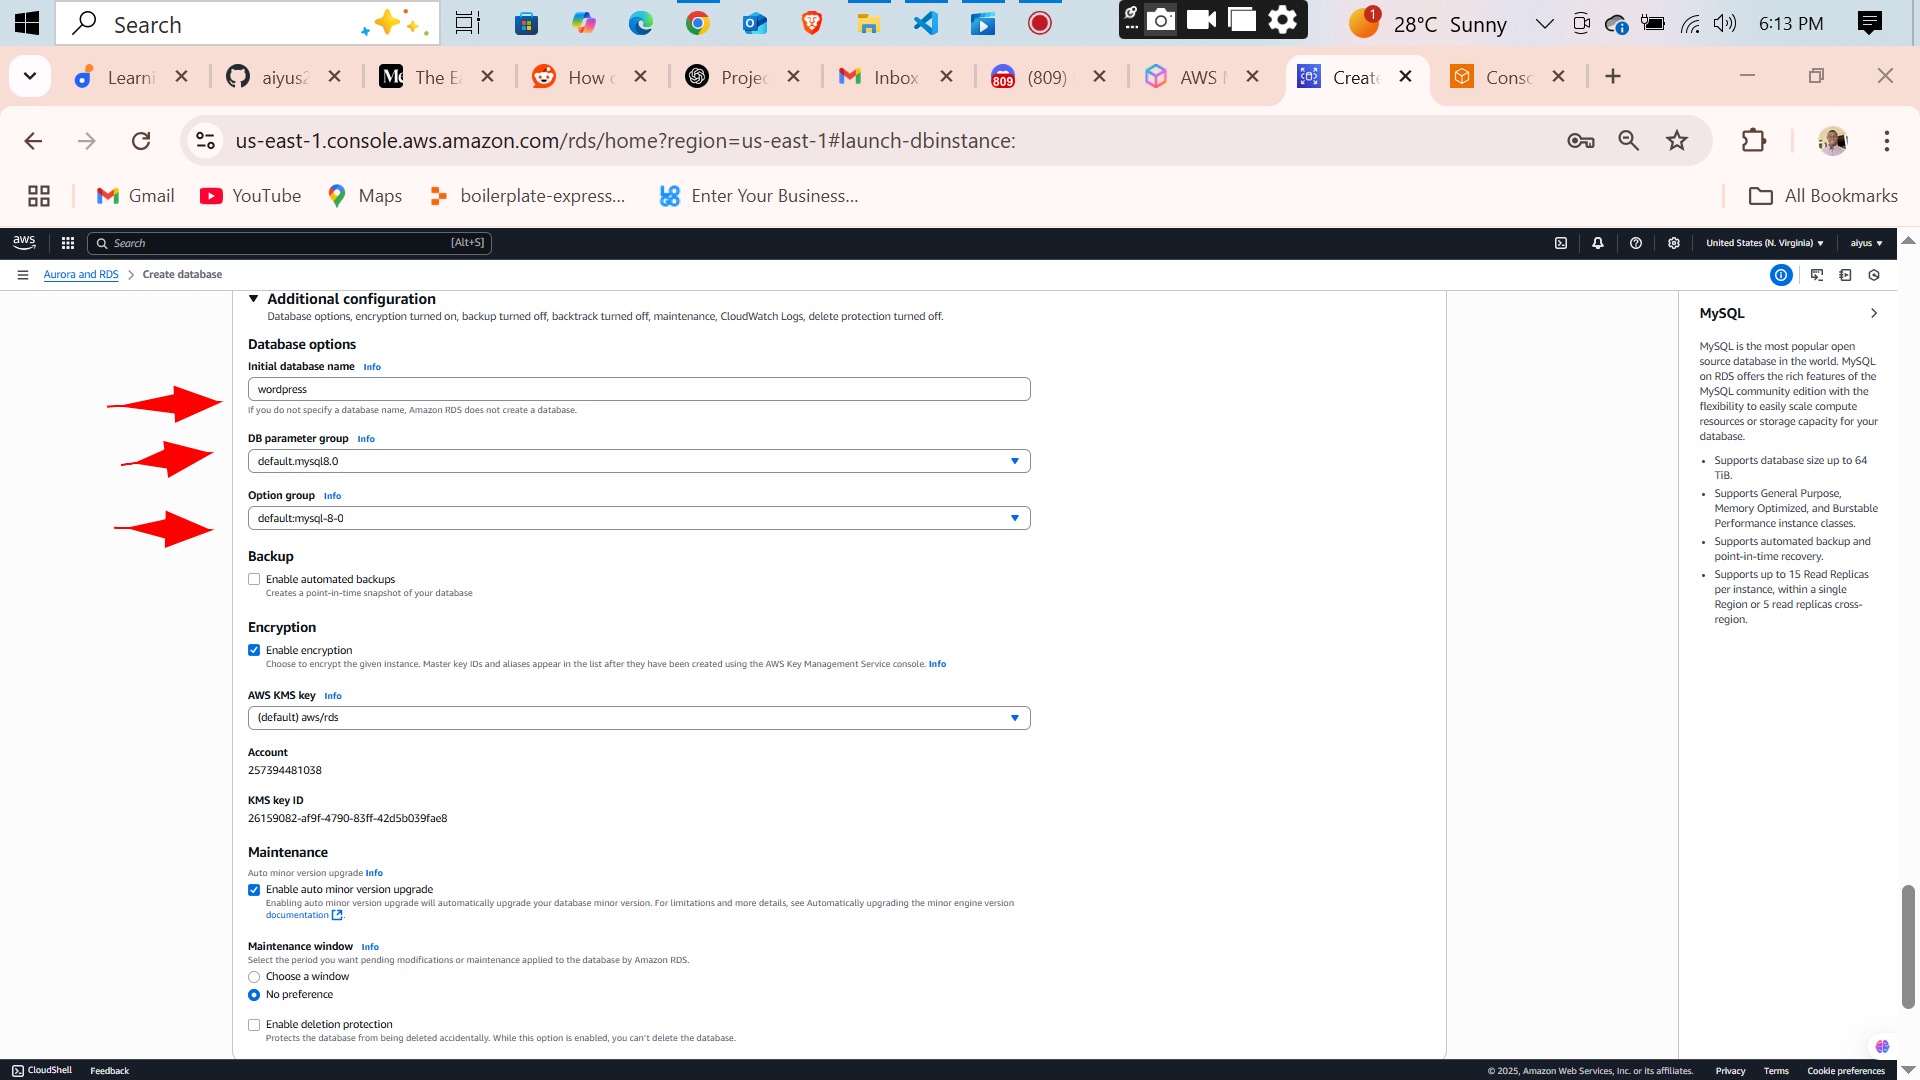 Search
1
28°C Sunny
6:13 PM
Learni
aiyus2
The Ea
How c
Projec
Inbox
809
(809)
AWS
Create
Consc
us-east-1.console.aws.amazon.com/rds/home?region=us-east-1#launch-dbinstance:
Gmail
YouTube
Maps
boilerplate-express...
Enter Your Business...
All Bookmarks
aws
Search
[Alt+S]
United States (N. Virginia)
aiyus
Aurora and RDS > Create database
Additional configuration
Database options, encryption turned on, backup turned off, backtrack turned off, maintenance, CloudWatch Logs, delete protection turned off.
Database options
Initial database name Info
wordpress
If you do not specify a database name, Amazon RDS does not create a database.
DB parameter group Info
default.mysql8.0
Option group Info
default:mysql-8-0
Backup
Enable automated backups
Creates a point-in-time snapshot of your database
Encryption
Enable encryption
Choose to encrypt the given instance. Master key IDs and aliases appear in the list after they have been created using the AWS Key Management Service console. Info
AWS KMS key Info
(default) aws/rds
Account
257394481038
KMS key ID
26159082-af9f-4790-83ff-42d5b039fae8
Maintenance
Auto minor version upgrade Info
Enable auto minor version upgrade
Enabling auto minor version upgrade will automatically upgrade your database minor version. For limitations and more details, see Automatically upgrading the minor engine version
documentation .
Maintenance window Info
Select the period you want pending modifications or maintenance applied to the database by Amazon RDS.
Choose a window
No preference
Enable deletion protection
Protects the database from being deleted accidentally. While this option is enabled, you can't delete the database.
MySQL
MySQL is the most popular open
source database in the world. MySQL
on RDS offers the rich features of the
MySQL community edition with the
flexibility to easily scale compute
resources or storage capacity for your
database.
• Supports database size up to 64
TiB.
• Supports General Purpose,
Memory Optimized, and Burstable
Performance instance classes.
• Supports automated backup and
point-in-time recovery.
• Supports up to 15 Read Replicas
per instance, within a single
Region or 5 read replicas cross-
region.
CloudShell
Feedback
© 2025, Amazon Web Services, Inc. or its affiliates.
Privacy
Terms
Cookie preferences